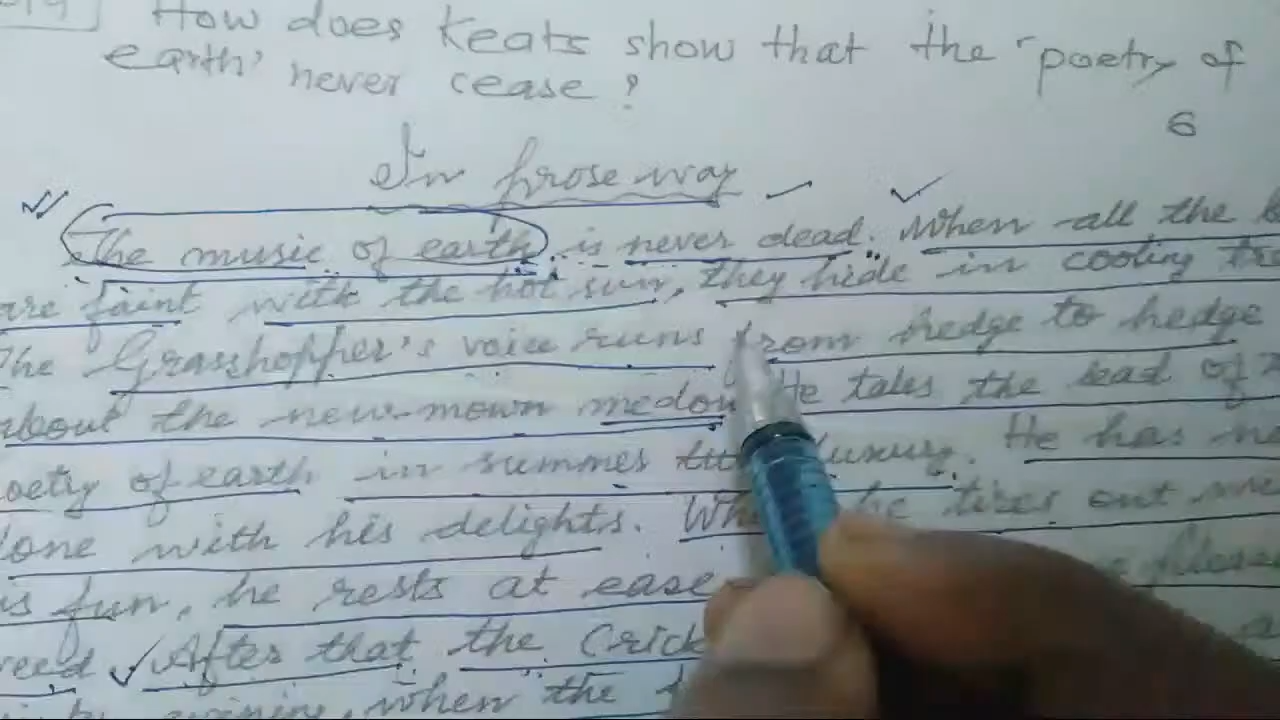 How does Keats show that the 'poetry of
earth' never cease?
6
In prose way
The music of earth is never dead. When all the
are faint with the hot sun, they hide in cooling
The Grasshopper's voice runs from hedge to hedge
about the new-mown medow He takes the lead of
poetry of earth in summer luxury. He has
done with his delights. he tires out
is fun, he rests at ease
reed After that the
when the